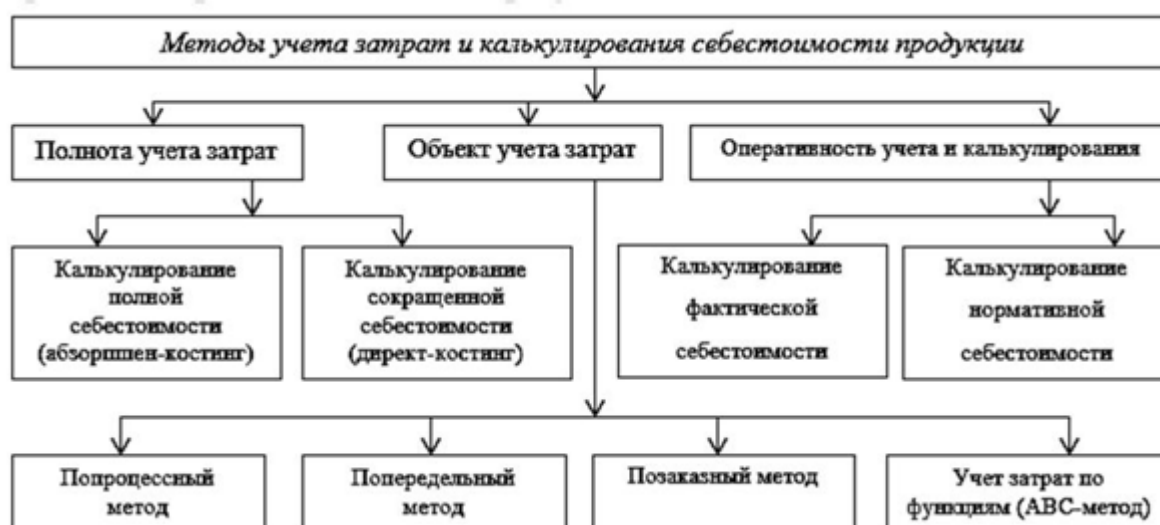 Методы учета затрат и калькулирования себестоимости продукции
Полнота учета затрат
Объект учета затрат
Оперативность учета и калькулирования
Калькулирование
полной
себестоимости
(абзорпшен-костинг)
Калькулирование
сокращенной
себестоимости
(директ-костинг)
Калькулирование
фактической
себестоимости
Калькулирование
нормативной
себестоимости
Попроцессный
метод
Попередельный
метод
Позаказный метод
Учет затрат по
функциям (АВС-метод)